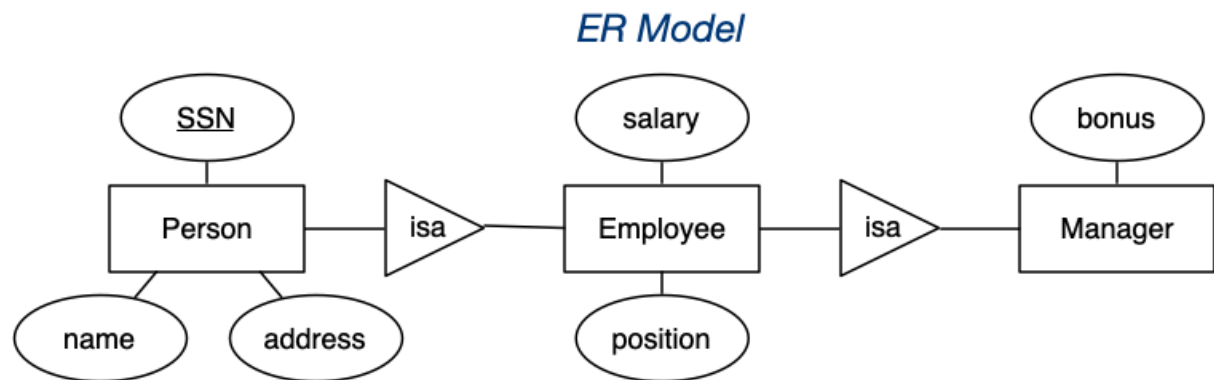 ER Model
SSN
salary
bonus
Person
isa
Employee
isa
Manager
name
address
position